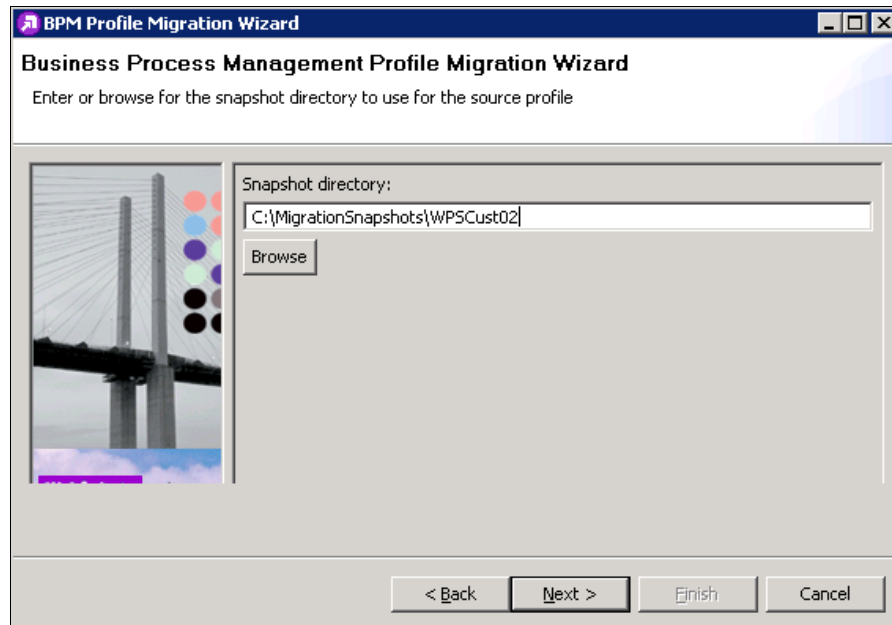 BPM Profile Migration Wizard
Business Process Management Profile Migration Wizard
Enter or browse for the snapshot directory to use for the source profile
Snapshot directory:
C:\MigrationSnapshots\WPSCust02
Browse
< Back Next > Finish Cancel